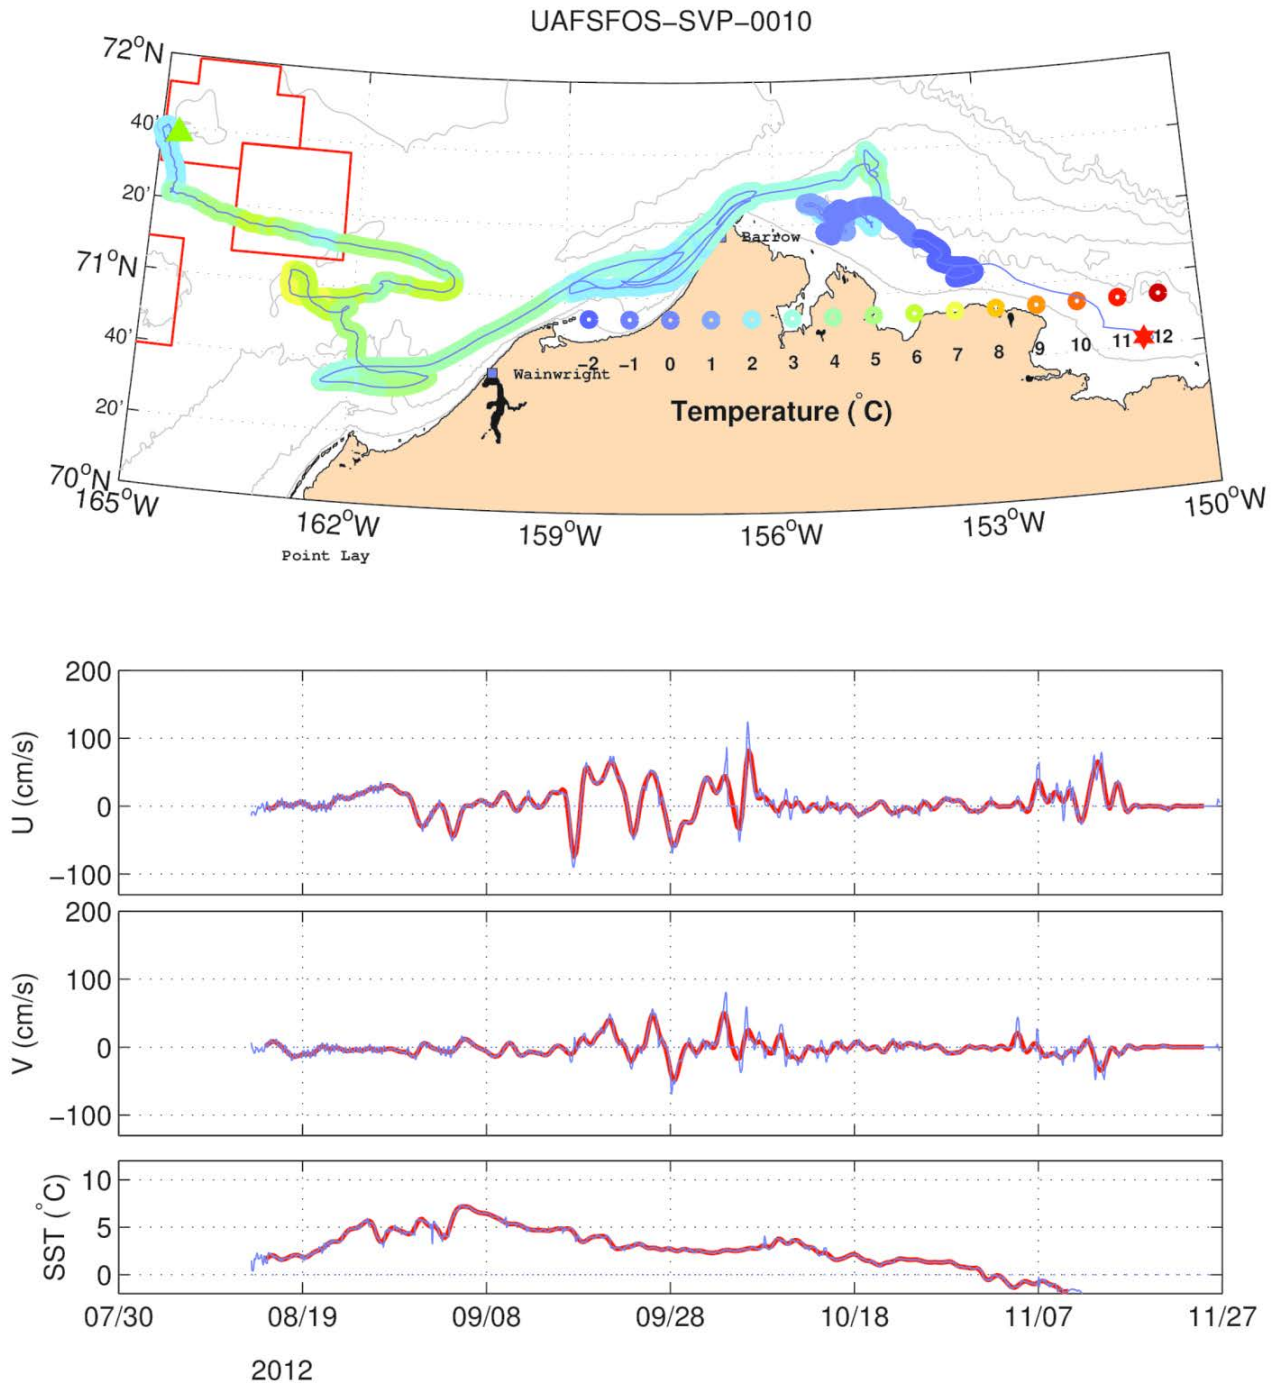 UAFSFOS−SVP−0010
72°N
40'
20'
71°N
40'
20'
70°N
165°W
162°W
159°W
156°W
153°W
150°W
Barrow
Wainwright
Point Lay
−2 −1 0 1 2 3 4 5 6 7 8 9 10 11 12
Temperature (°C)
U (cm/s)
200
100
0
−100
V (cm/s)
200
100
0
−100
SST (°C)
10
5
0
07/30 08/19 09/08 09/28 10/18 11/07 11/27
2012